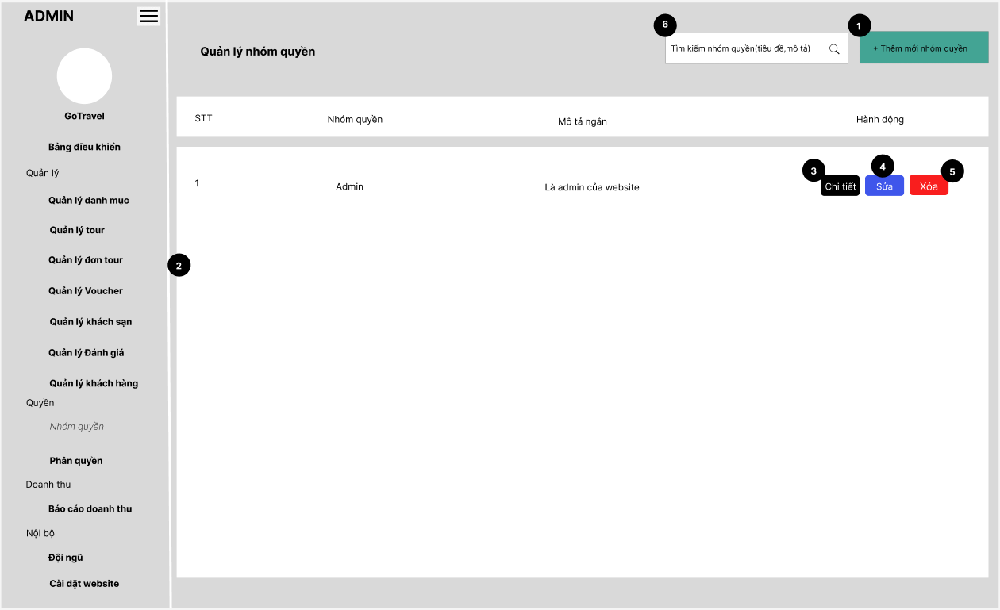 ADMIN
GoTravel
Bảng điều khiển
Quản lý
Quản lý danh mục
Quản lý tour
Quản lý đơn tour
Quản lý Voucher
Quản lý khách sạn
Quản lý Đánh giá
Quản lý khách hàng
Quyền
Nhóm quyền
Phân quyền
Doanh thu
Báo cáo doanh thu
Nội bộ
Đội ngũ
Cài đặt website
Quản lý nhóm quyền
6
Tìm kiếm nhóm quyền(tiêu đề,mô tả)
1
+ Thêm mới nhóm quyền
STT Nhóm quyền Mô tả ngắn Hành động
3 4 5
1 Admin Là admin của website Chi tiết Sửa Xóa
2